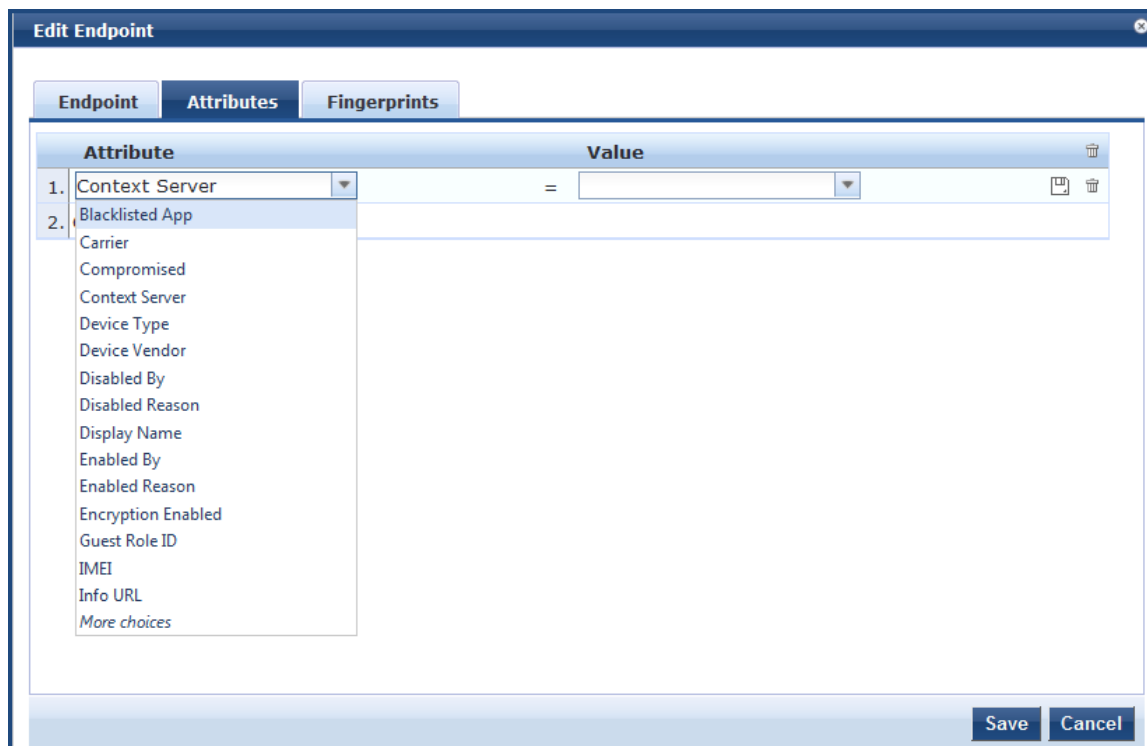 Edit Endpoint
Endpoint Attributes Fingerprints
Attribute Value
1. Context Server =
2.
Blacklisted App
Carrier
Compromised
Context Server
Device Type
Device Vendor
Disabled By
Disabled Reason
Display Name
Enabled By
Enabled Reason
Encryption Enabled
Guest Role ID
IMEI
Info URL
More choices
Save Cancel